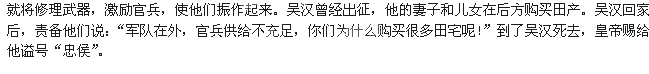 就将修理武器，激励官兵，使他们振作起来。吴汉曾经出征，他的妻子和儿女在后方购买田产。吴汉回家
后，责备他们说：“军队在外，官兵供给不充足，你们为什么购买很多田宅呢!”到了吴汉死去，皇帝赐给
他谥号“忠侯”。